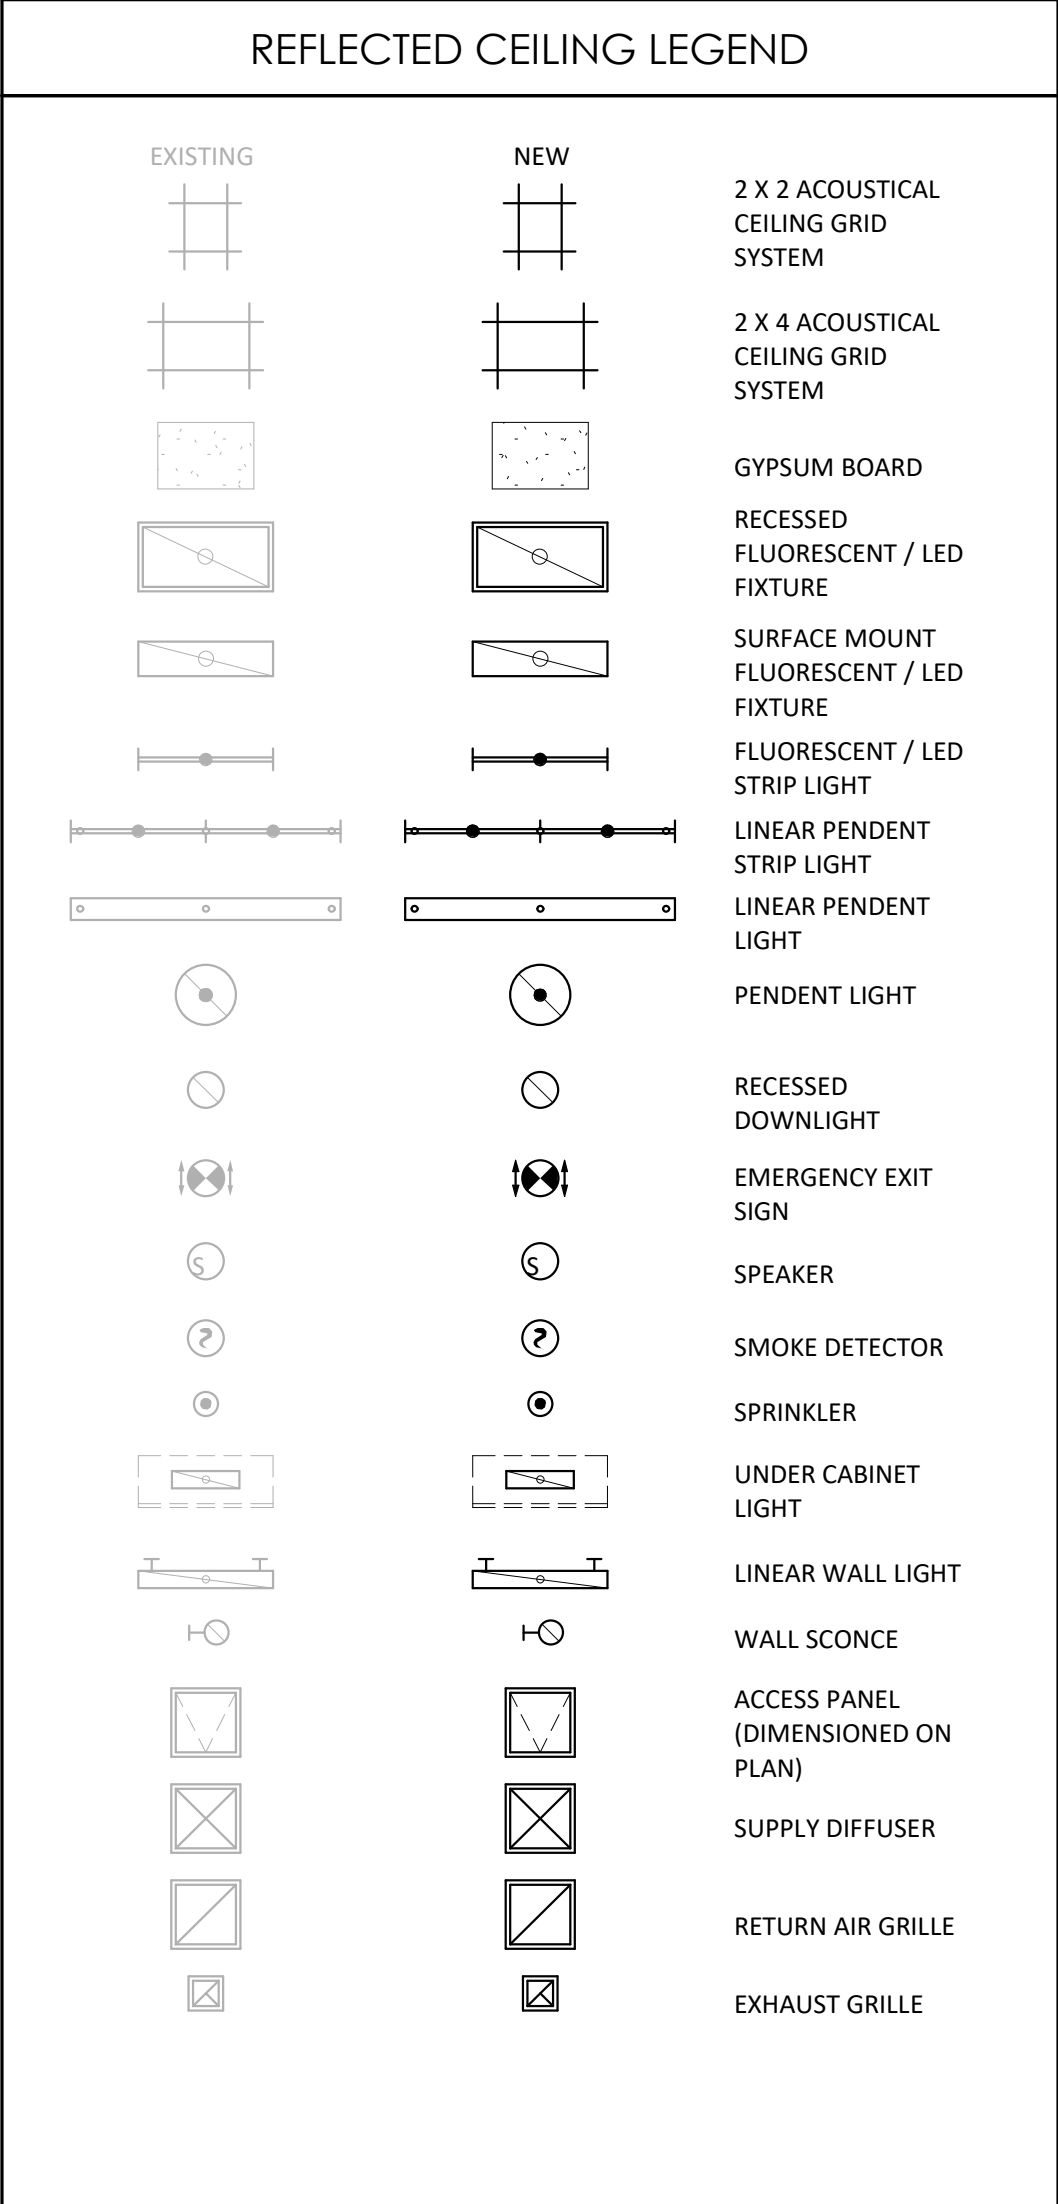 REFLECTED CEILING LEGEND
EXISTING
NEW
2 X 2 ACOUSTICAL
CEILING GRID
SYSTEM
2 X 4 ACOUSTICAL
CEILING GRID
SYSTEM
GYPSUM BOARD
RECESSED
FLUORESCENT / LED
FIXTURE
SURFACE MOUNT
FLUORESCENT / LED
FIXTURE
FLUORESCENT / LED
STRIP LIGHT
LINEAR PENDENT
STRIP LIGHT
LINEAR PENDENT
LIGHT
PENDENT LIGHT
RECESSED
DOWNLIGHT
EMERGENCY EXIT
SIGN
S
S
SPEAKER
SMOKE DETECTOR
SPRINKLER
UNDER CABINET
LIGHT
LINEAR WALL LIGHT
WALL SCONCE
ACCESS PANEL
(DIMENSIONED ON
PLAN)
SUPPLY DIFFUSER
RETURN AIR GRILLE
EXHAUST GRILLE